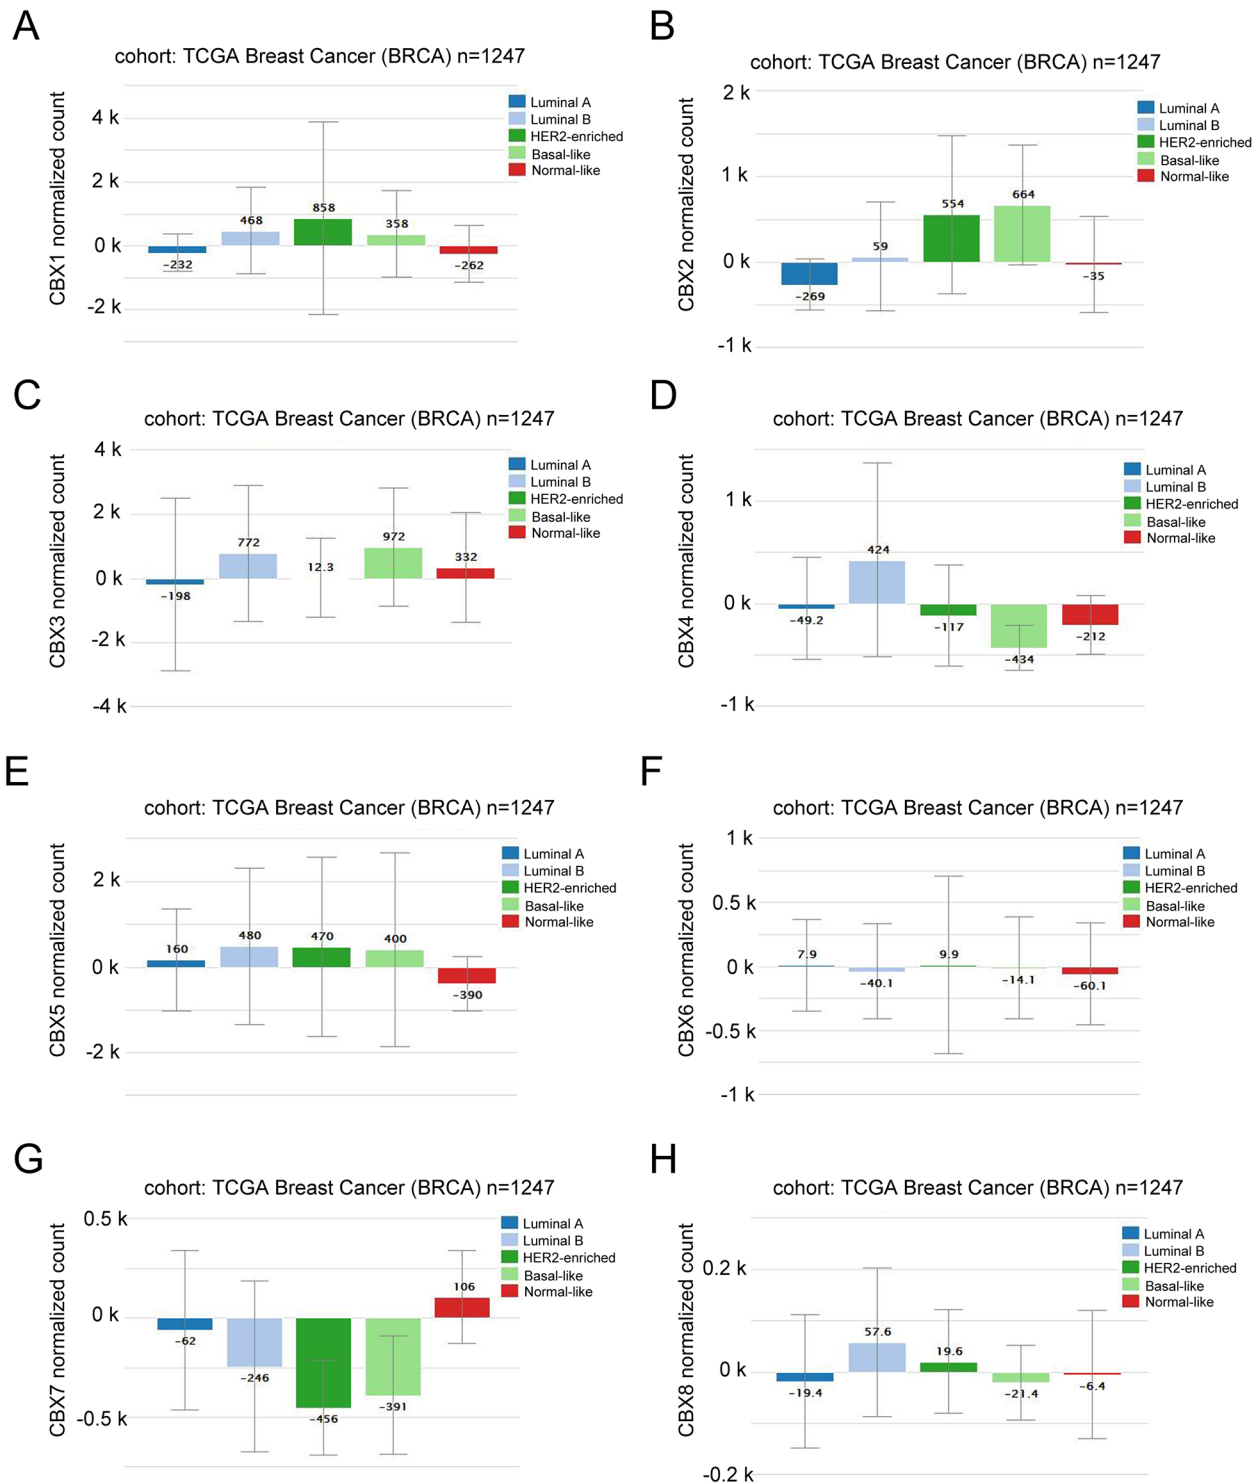 A
cohort: TCGA Breast Cancer (BRCA) n=1247
CBX1 normalized count
4 k
2 k
0 k
-2 k
-232
468
858
358
-262
Luminal A
Luminal B
HER2-enriched
Basal-like
Normal-like
B
cohort: TCGA Breast Cancer (BRCA) n=1247
CBX2 normalized count
2 k
1 k
0 k
-1 k
-269
59
554
664
-35
Luminal A
Luminal B
HER2-enriched
Basal-like
Normal-like
C
cohort: TCGA Breast Cancer (BRCA) n=1247
CBX3 normalized count
4 k
2 k
0 k
-2 k
-4 k
-198
772
12.3
972
332
Luminal A
Luminal B
HER2-enriched
Basal-like
Normal-like
D
cohort: TCGA Breast Cancer (BRCA) n=1247
CBX4 normalized count
1 k
0 k
-1 k
-49.2
424
-117
-434
-212
Luminal A
Luminal B
HER2-enriched
Basal-like
Normal-like
E
cohort: TCGA Breast Cancer (BRCA) n=1247
CBX5 normalized count
2 k
0 k
-2 k
160
480
470
400
-390
Luminal A
Luminal B
HER2-enriched
Basal-like
Normal-like
F
cohort: TCGA Breast Cancer (BRCA) n=1247
CBX6 normalized count
1 k
0.5 k
0 k
-0.5 k
-1 k
7.9
-40.1
9.9
-14.1
-60.1
Luminal A
Luminal B
HER2-enriched
Basal-like
Normal-like
G
cohort: TCGA Breast Cancer (BRCA) n=1247
CBX7 normalized count
0.5 k
0 k
-0.5 k
-62
-246
-456
-391
106
Luminal A
Luminal B
HER2-enriched
Basal-like
Normal-like
H
cohort: TCGA Breast Cancer (BRCA) n=1247
CBX8 normalized count
0.2 k
0 k
-0.2 k
-19.4
57.6
19.6
-21.4
-6.4
Luminal A
Luminal B
HER2-enriched
Basal-like
Normal-like